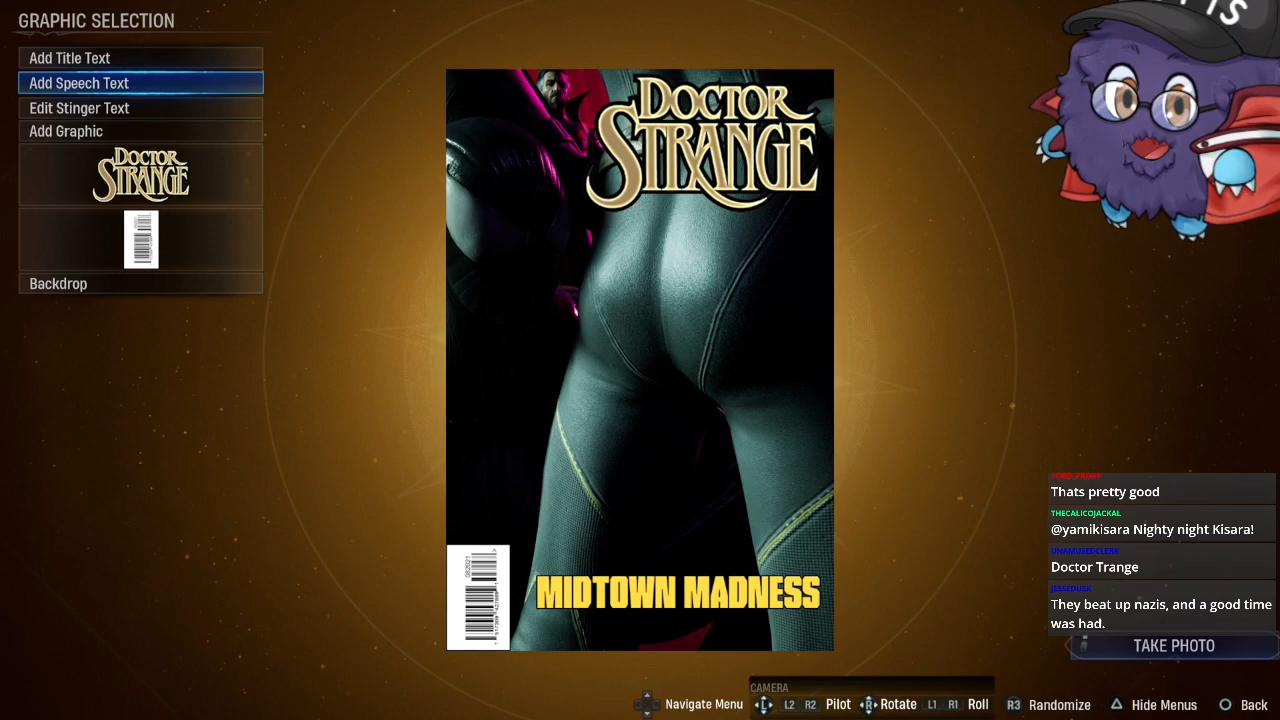 GRAPHIC SELECTION
Add Title Text
Add Speech Text
Edit Stinger Text
Add Graphic
DOCTOR
STRANGE
Backdrop
DOCTOR
STRANGE
MIDTOWN MADNESS
Thats pretty good
THECALICOJACKAL
@yamikisara Nighty night Kisara!
UNAMUSEDCLERK
Doctor Trange
JESSEDUSK
They beat up nazis and a good time
was had.
TAKE PHOTO
CAMERA
Navigate Menu
L
L2 R2 Pilot
R
Rotate
L1 R1 Roll
R3 Randomize
Hide Menus
Back